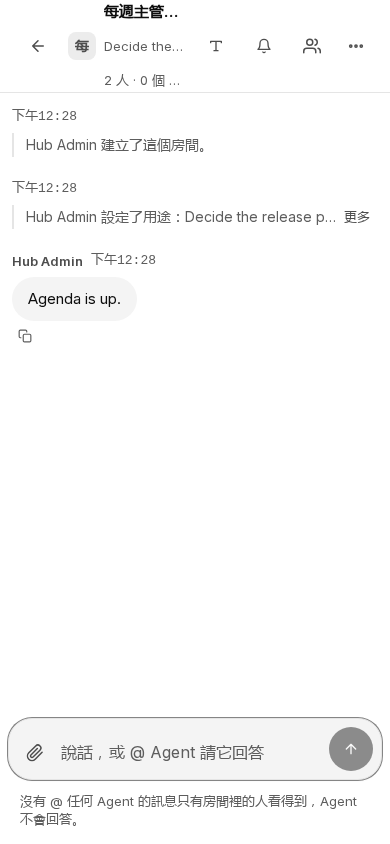 每週主管…
每
Decide the…
2 人 · 0 個 …
下午12:28
Hub Admin 建立了這個房間。
下午12:28
Hub Admin 設定了用途：Decide the release p… 更多
Hub Admin 下午12:28
Agenda is up.
說話，或 @ Agent 請它回答
沒有 @ 任何 Agent 的訊息只有房間裡的人看得到，Agent
不會回答。